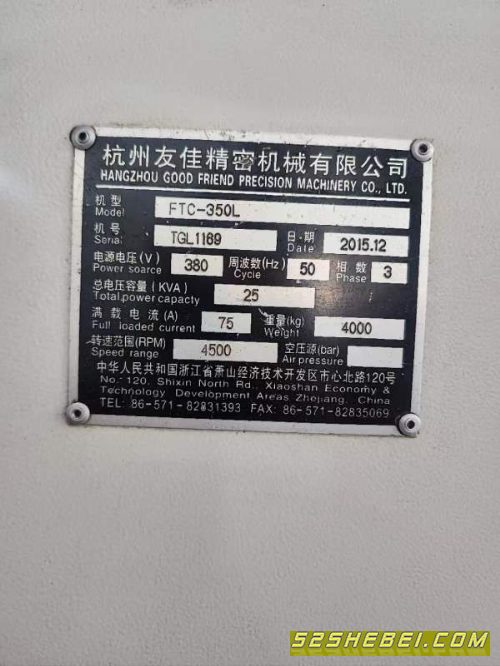 杭州友佳精密机械有限公司
HANGZHOU GOOD FRIEND PRECISION MACHINERY CO., LTD.
机型 Model FTC-350L
机号 Serial TGL1169 日·期 Date 2015.12
电源电压(V) Power soarce 380 周波数(Hz) Cycle 50 相数 Phase 3
总电压容量(KVA) Total,power capacity 25
满载电流(A) Full loaded current 75 重量(kg) Weight 4000
转速范围(RPM) Speed range 4500 空压源(bar) Air pressure
中华人民共和国浙江省萧山经济技术开发区市心北路120号
No.120, Shixin North Rd., Xiaoshan Economy &
Technology Development Areas Zhejiang, China
TEL: 86-571-82831393 FAX: 86-571-82835069
52SHEBEI.COM